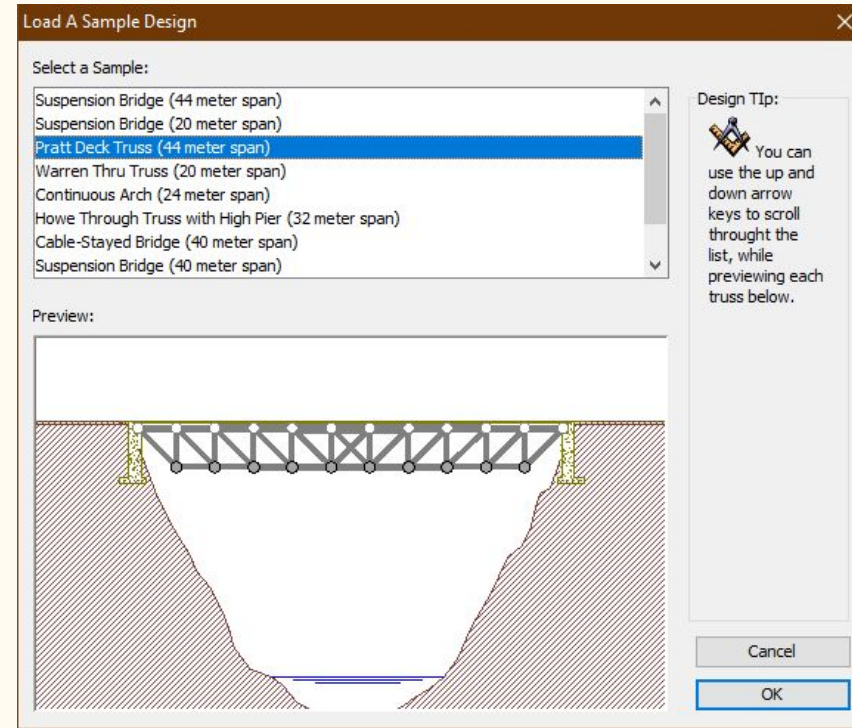 Load A Sample Design
Select a Sample:
Suspension Bridge (44 meter span)
Suspension Bridge (20 meter span)
Pratt Deck Truss (44 meter span)
Warren Thru Truss (20 meter span)
Continuous Arch (24 meter span)
Howe Through Truss with High Pier (32 meter span)
Cable-Stayed Bridge (40 meter span)
Suspension Bridge (40 meter span)
Preview:
Design TIp:
You can
use the up and
down arrow
keys to scroll
throught the
list, while
previewing each
truss below.
Cancel
OK